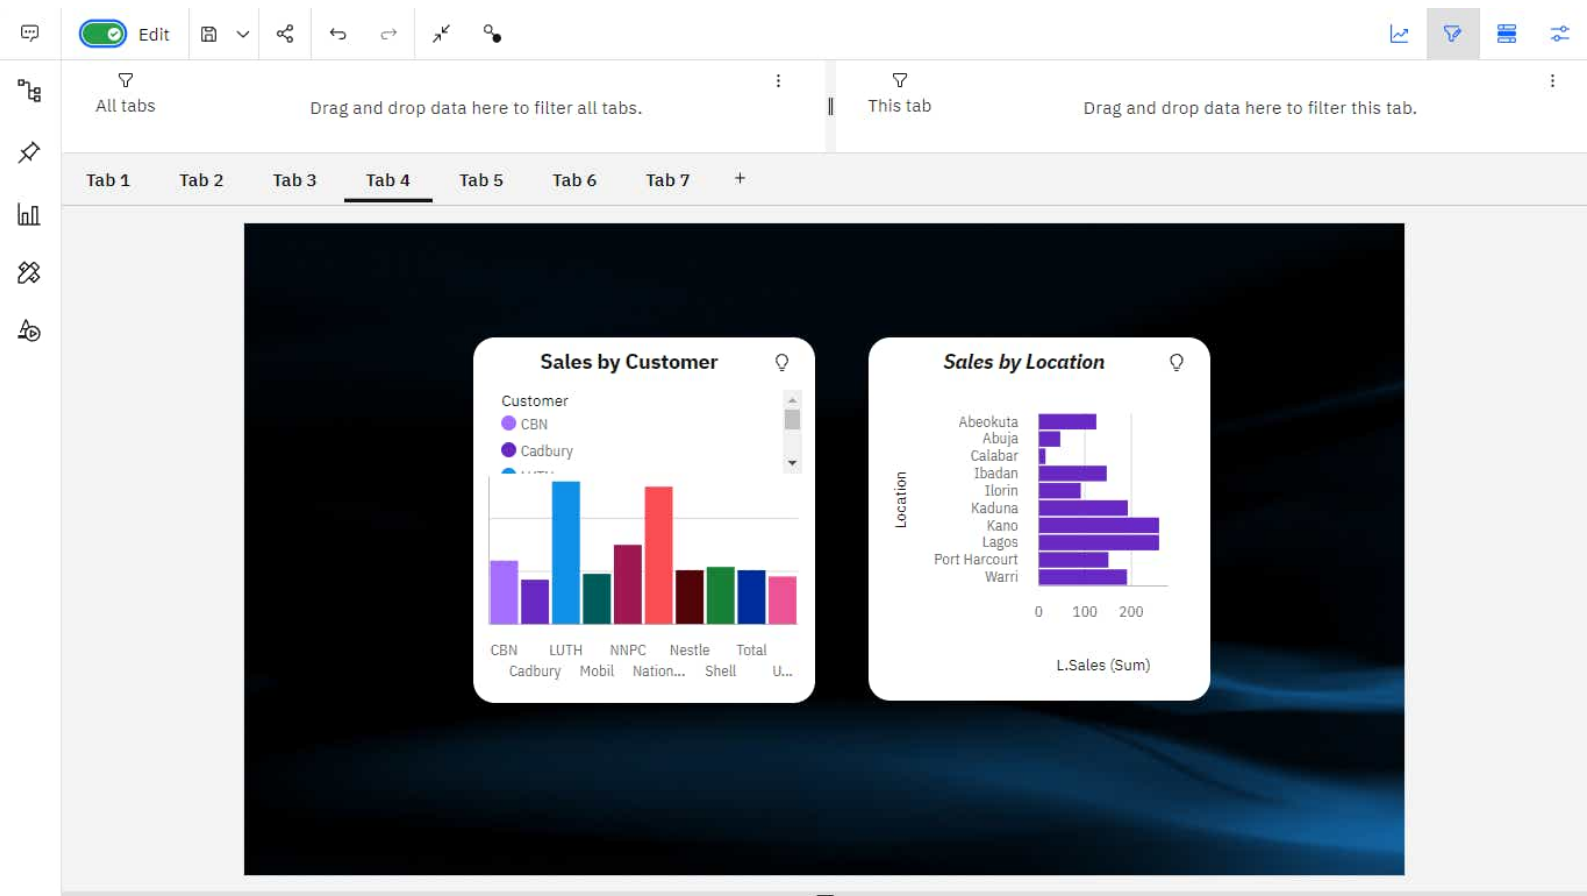 Edit
All tabs
Drag and drop data here to filter all tabs.
This tab
Drag and drop data here to filter this tab.
Tab 1
Tab 2
Tab 3
Tab 4
Tab 5
Tab 6
Tab 7
+
Sales by Customer
Customer
CBN
Cadbury
CBN
LUTH
NNPC
Nestle
Total
Cadbury
Mobil
Nation...
Shell
U...
Sales by Location
Location
Abeokuta
Abuja
Calabar
Ibadan
Ilorin
Kaduna
Kano
Lagos
Port Harcourt
Warri
0 100 200
L.Sales (Sum)